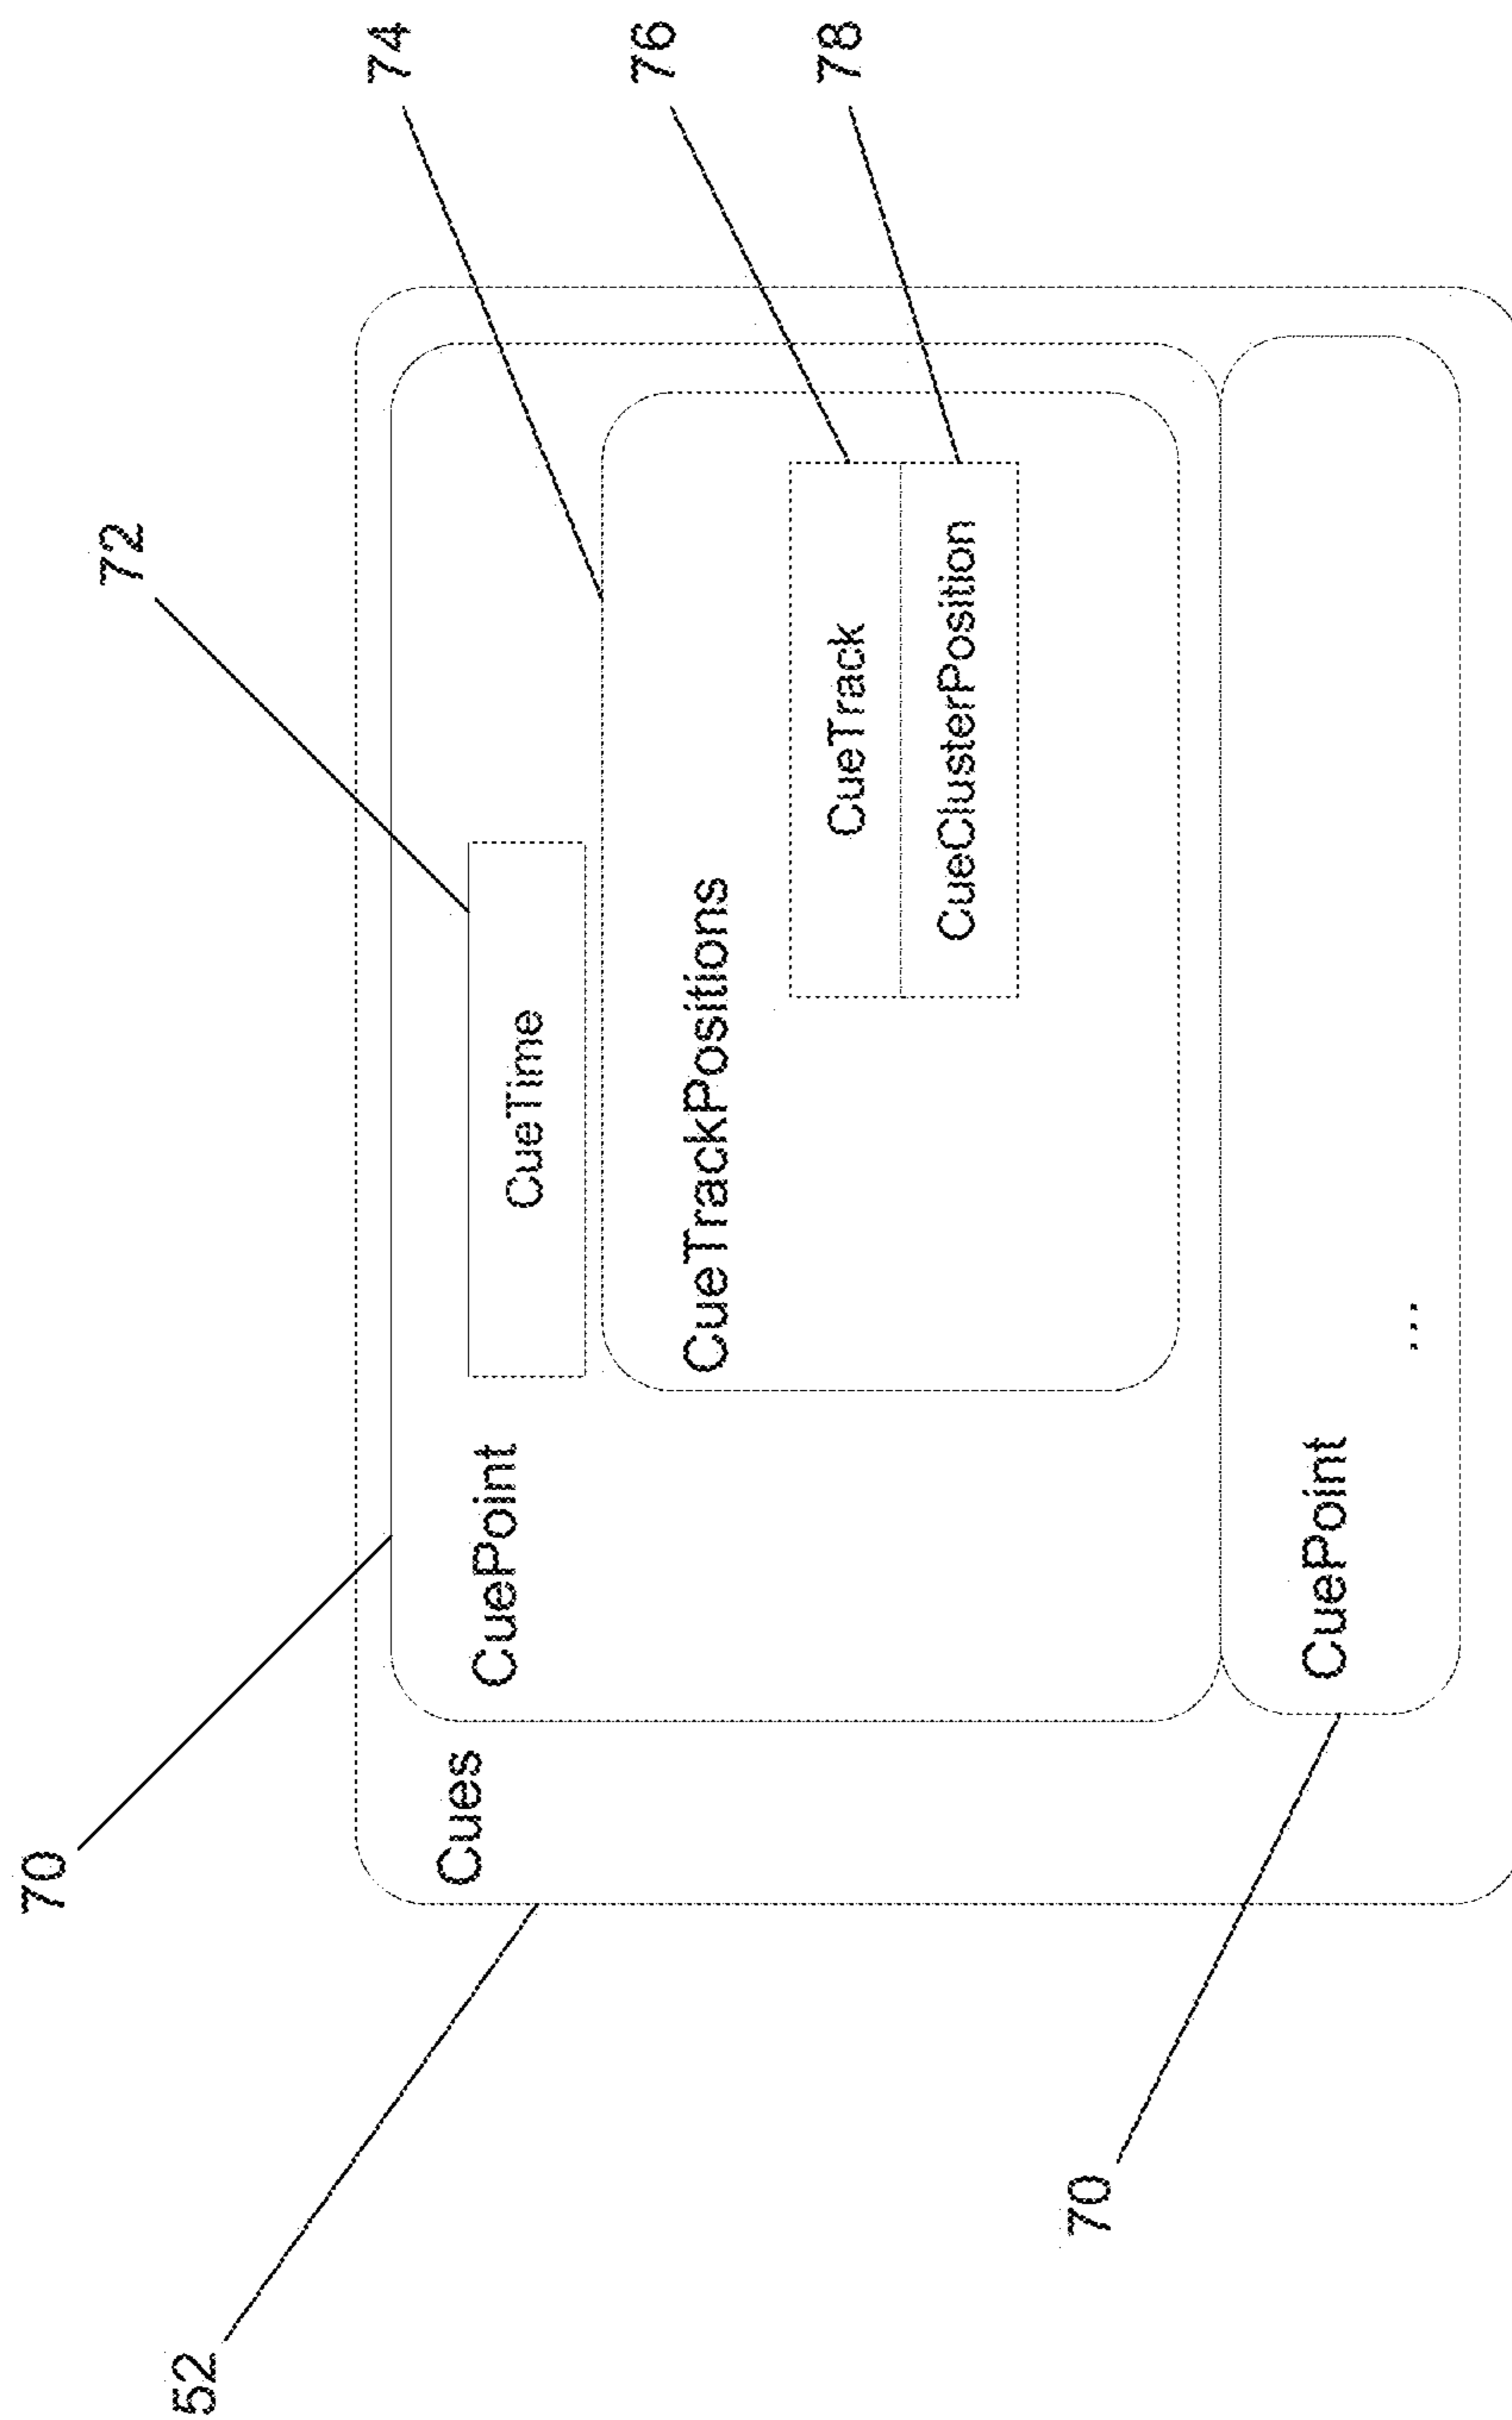 70
72
74
76
78
52
70
Cues
CuePoint
CueTime
CueTrackPositions
CueTrack
CueClusterPosition
CuePoint
...